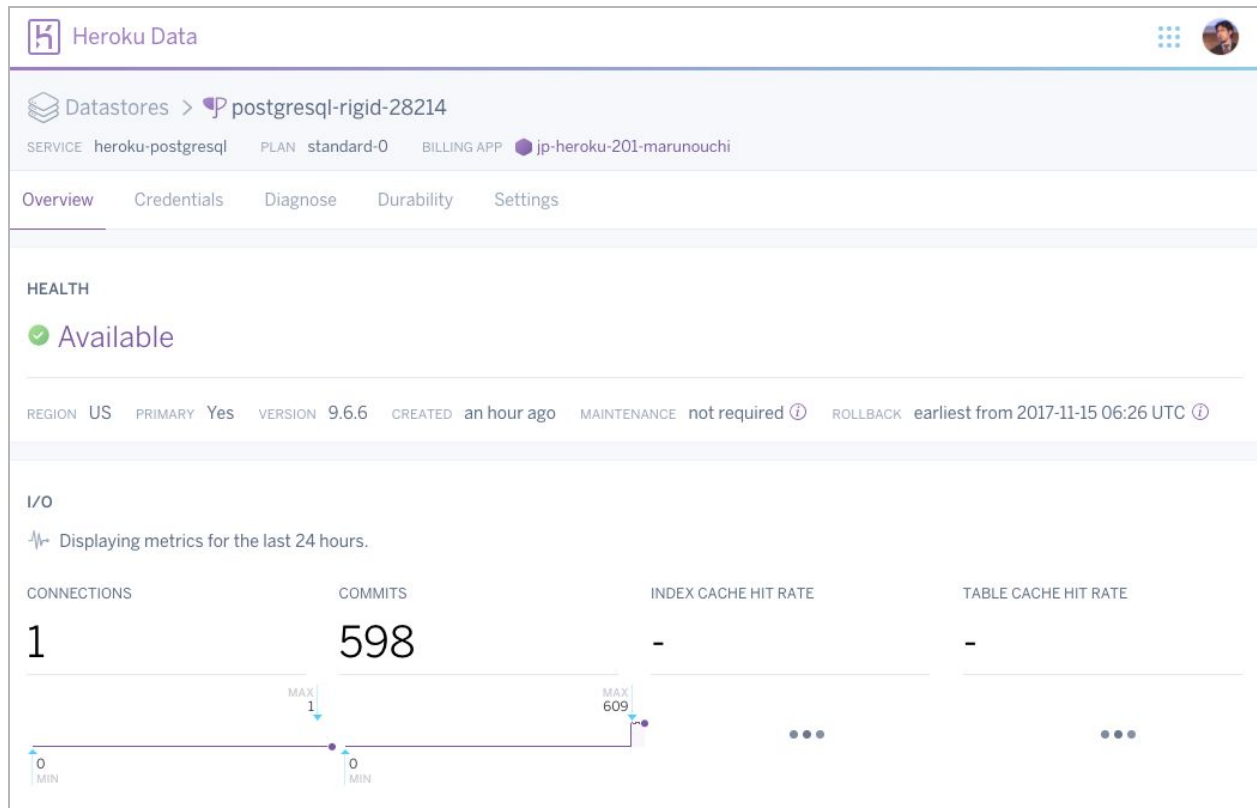 Heroku Data
Datastores > postgresql-rigid-28214
SERVICE heroku-postgresql PLAN standard-0 BILLING APP jp-heroku-201-marunouchi
Overview Credentials Diagnose Durability Settings
HEALTH
Available
REGION US PRIMARY Yes VERSION 9.6.6 CREATED an hour ago MAINTENANCE not required i ROLLBACK earliest from 2017-11-15 06:26 UTC i
I/O
Displaying metrics for the last 24 hours.
CONNECTIONS COMMITS INDEX CACHE HIT RATE TABLE CACHE HIT RATE
1 598 - -
MAX MAX
1 609
0 0
MIN MIN